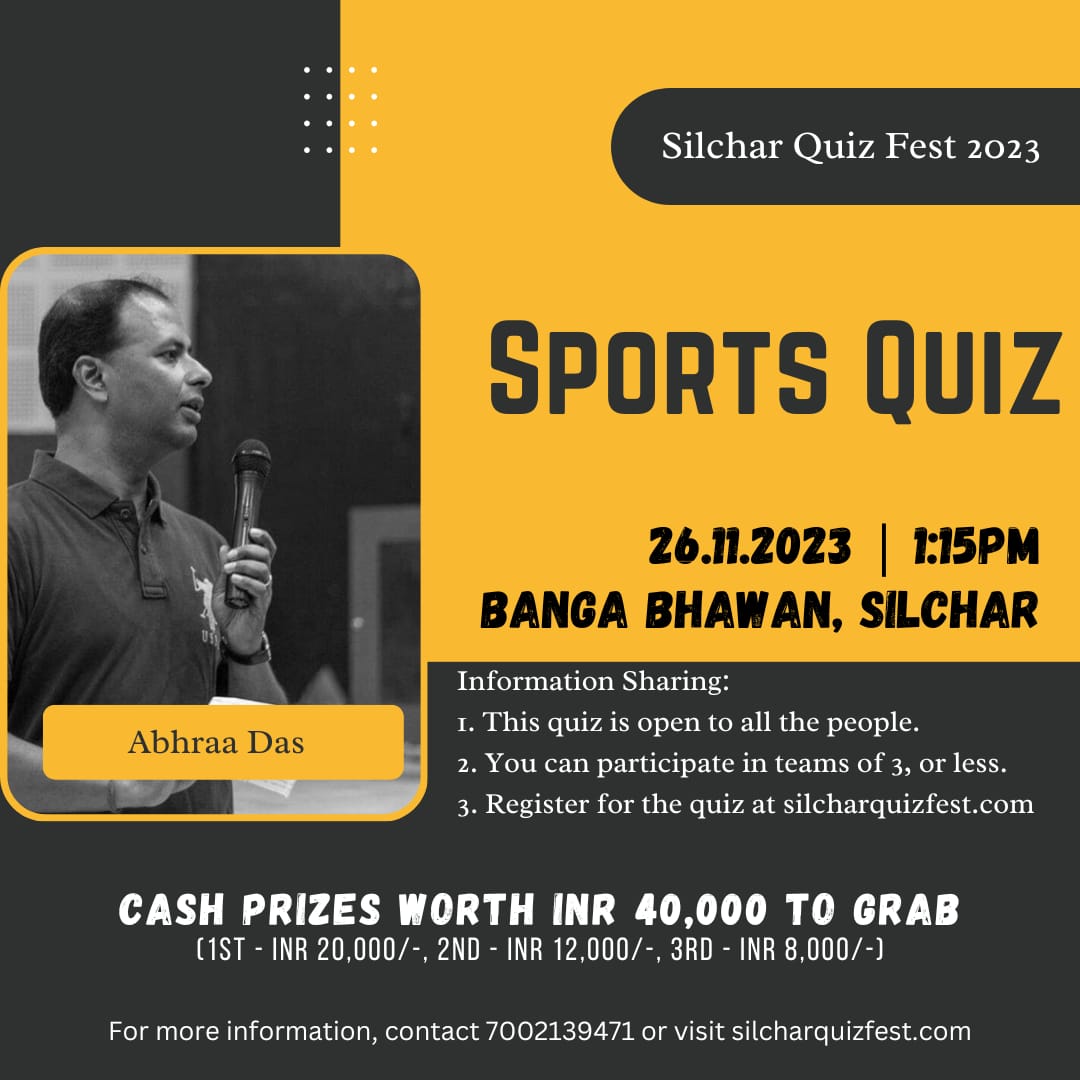 Silchar Quiz Fest 2023
Sports Quiz
26.11.2023 | 1:15PM
BANGA BHAWAN, SILCHAR
Abhraa Das
Information Sharing:
1. This quiz is open to all the people.
2. You can participate in teams of 3, or less.
3. Register for the quiz at silcharquizfest.com
CASH PRIZES WORTH INR 40,000 TO GRAB
(1ST - INR 20,000/-, 2ND - INR 12,000/-, 3RD - INR 8,000/-)
For more information, contact 7002139471 or visit silcharquizfest.com